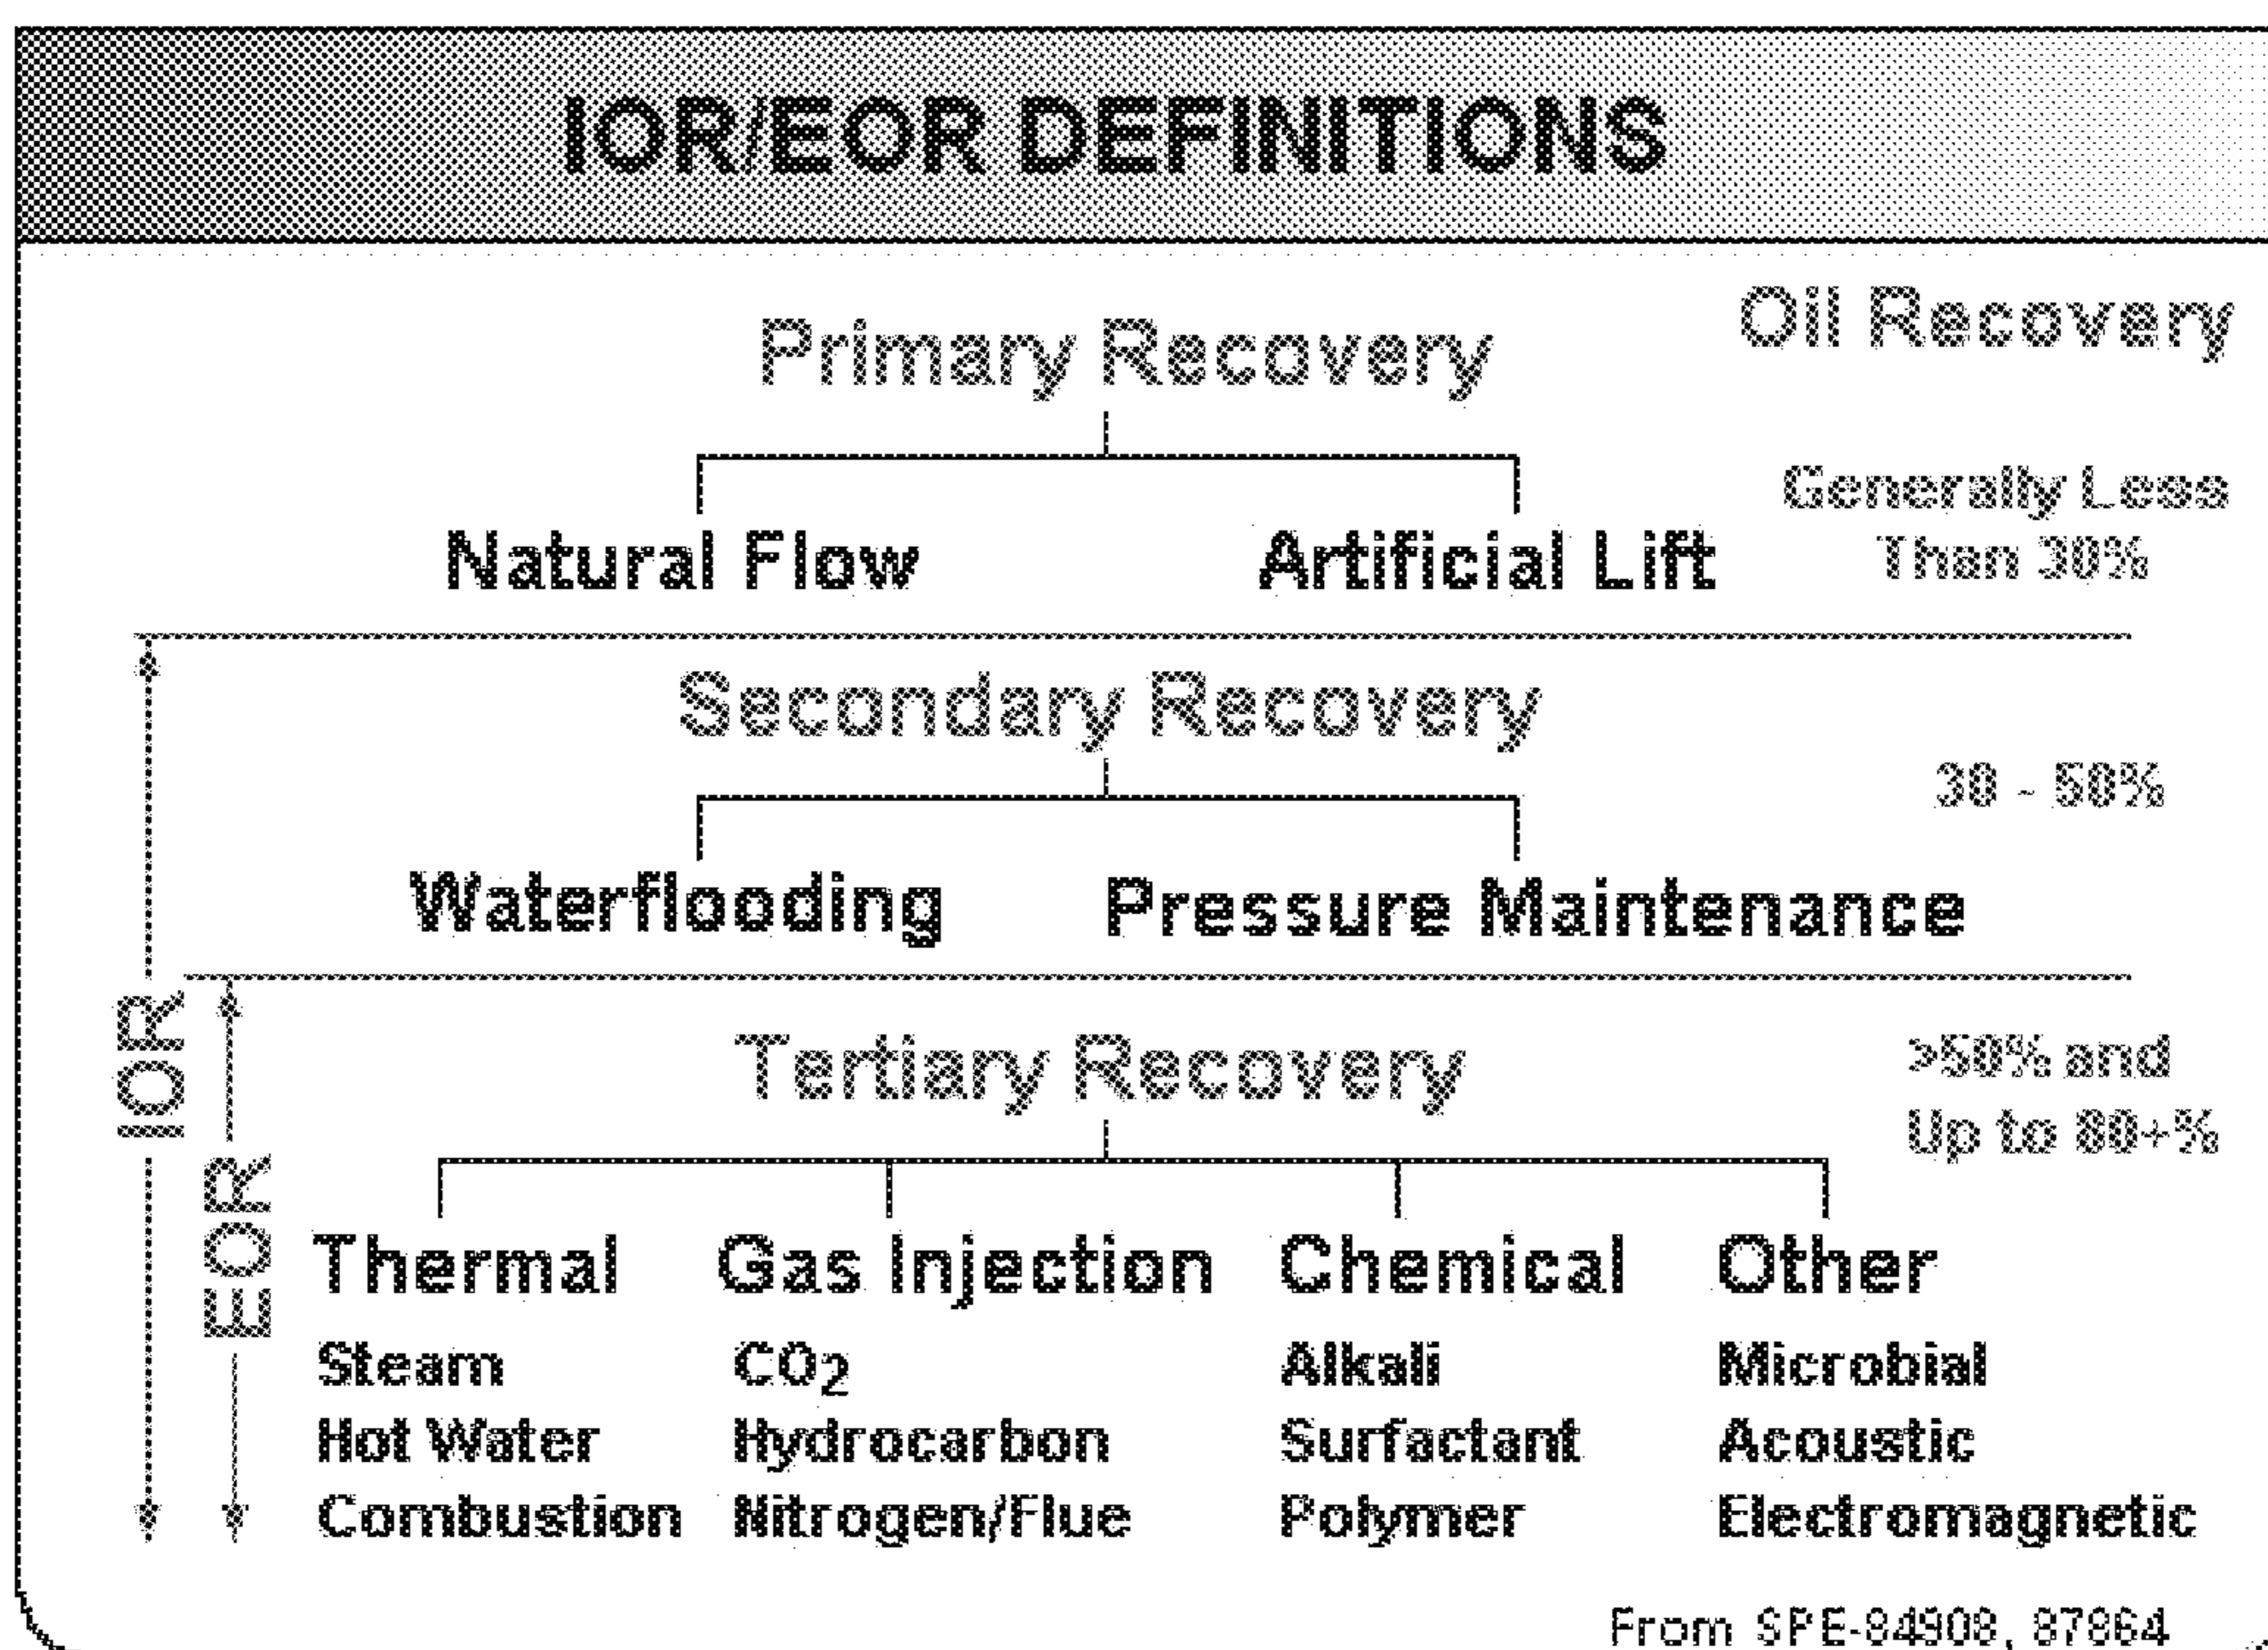 IOR/EOR DEFINITIONS
Oil Recovery
Primary Recovery
Generally Less
Than 30%
Natural Flow Artificial Lift
Secondary Recovery
30 - 50%
Waterflooding Pressure Maintenance
IOR
EOR
Tertiary Recovery
>50% and
Up to 80+%
Thermal Gas Injection Chemical Other
Steam CO2 Alkali Microbial
Hot Water Hydrocarbon Surfactant Acoustic
Combustion Nitrogen/Flue Polymer Electromagnetic
From SPE-84908,